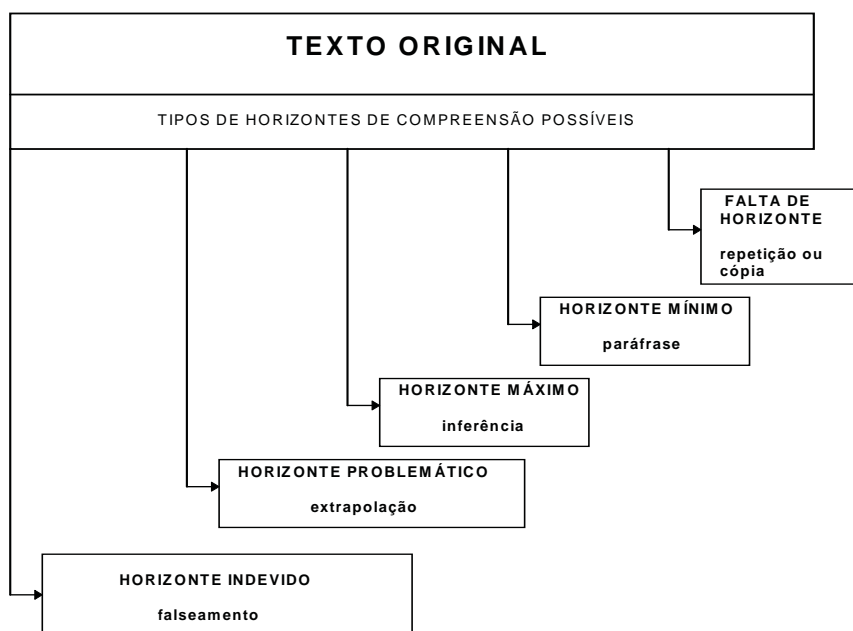 TEXTO ORIGINAL
TIPOS DE HORIZONTES DE COMPREENSÃO POSSÍVEIS
FALTA DE
HORIZONTE
repetição ou
cópia
HORIZONTE MÍNIMO
paráfrase
HORIZONTE MÁXIMO
inferência
HORIZONTE PROBLEMÁTICO
extrapolação
HORIZONTE INDEVIDO
falseamento